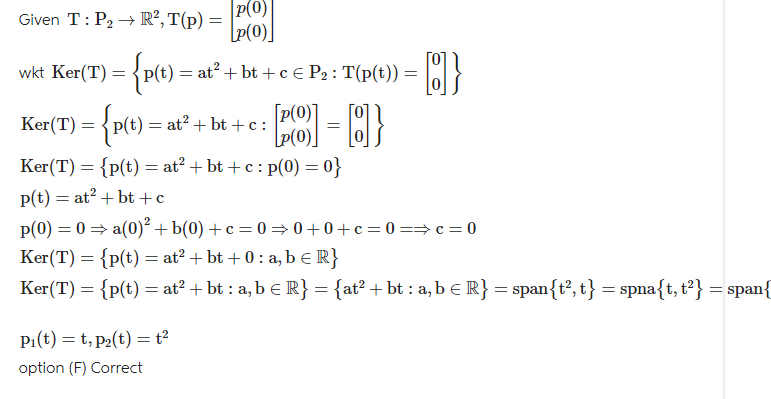 Given T : P₂ → ℝ², T(p) = [p(0) p(0)]
wkt Ker(T) = {p(t) = at² + bt + c ∈ P₂ : T(p(t)) = [0 0]}
Ker(T) = {p(t) = at² + bt + c : [p(0) p(0)] = [0 0]}
Ker(T) = {p(t) = at² + bt + c : p(0) = 0}
p(t) = at² + bt + c
p(0) = 0 ⇒ a(0)² + b(0) + c = 0 ⇒ 0 + 0 + c = 0 ⟹ c = 0
Ker(T) = {p(t) = at² + bt + 0 : a, b ∈ ℝ}
Ker(T) = {p(t) = at² + bt : a, b ∈ ℝ} = {at² + bt : a, b ∈ ℝ} = span{t², t} = spna{t, t²} = span{
p₁(t) = t, p₂(t) = t²
option (F) Correct